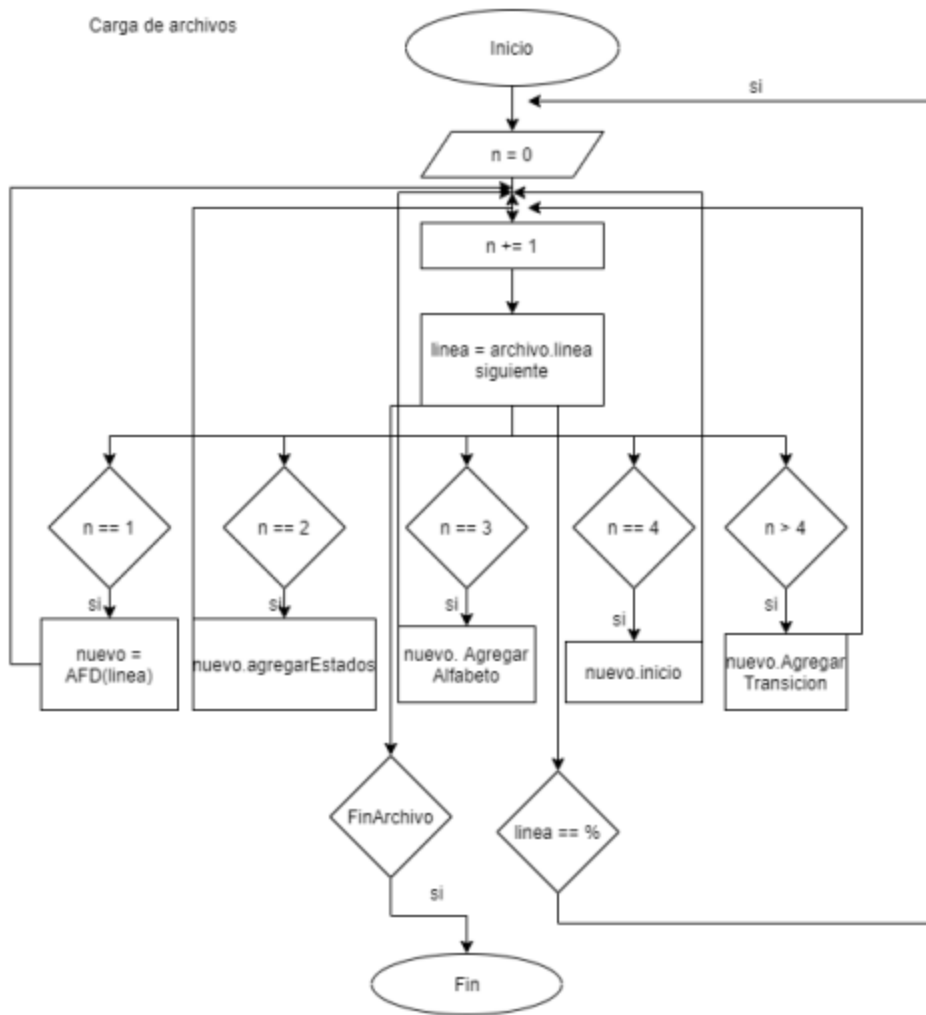 Carga de archivos
Inicio
si
n = 0
n += 1
linea = archivo.linea
siguiente
n == 1
n == 2
n == 3
n == 4
n > 4
si
si
si
si
si
nuevo =
AFD(linea)
nuevo.agregarEstados
nuevo. Agregar
Alfabeto
nuevo.inicio
nuevo.Agregar
Transicion
FinArchivo
linea == %
si
Fin